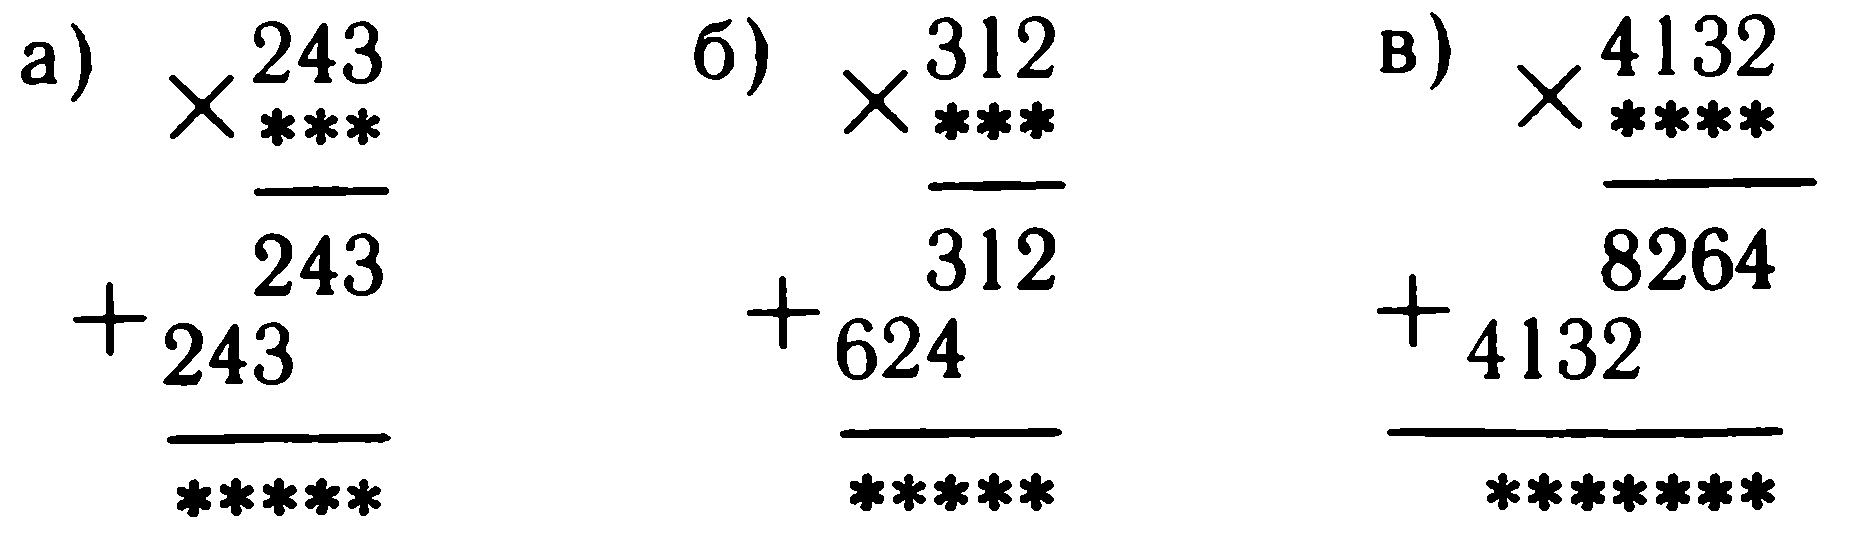 а) 243 б) 312 в) 4132
× *** × *** × ****
243 312 8264
+ 243 + 624 + 4132
***** ***** *******